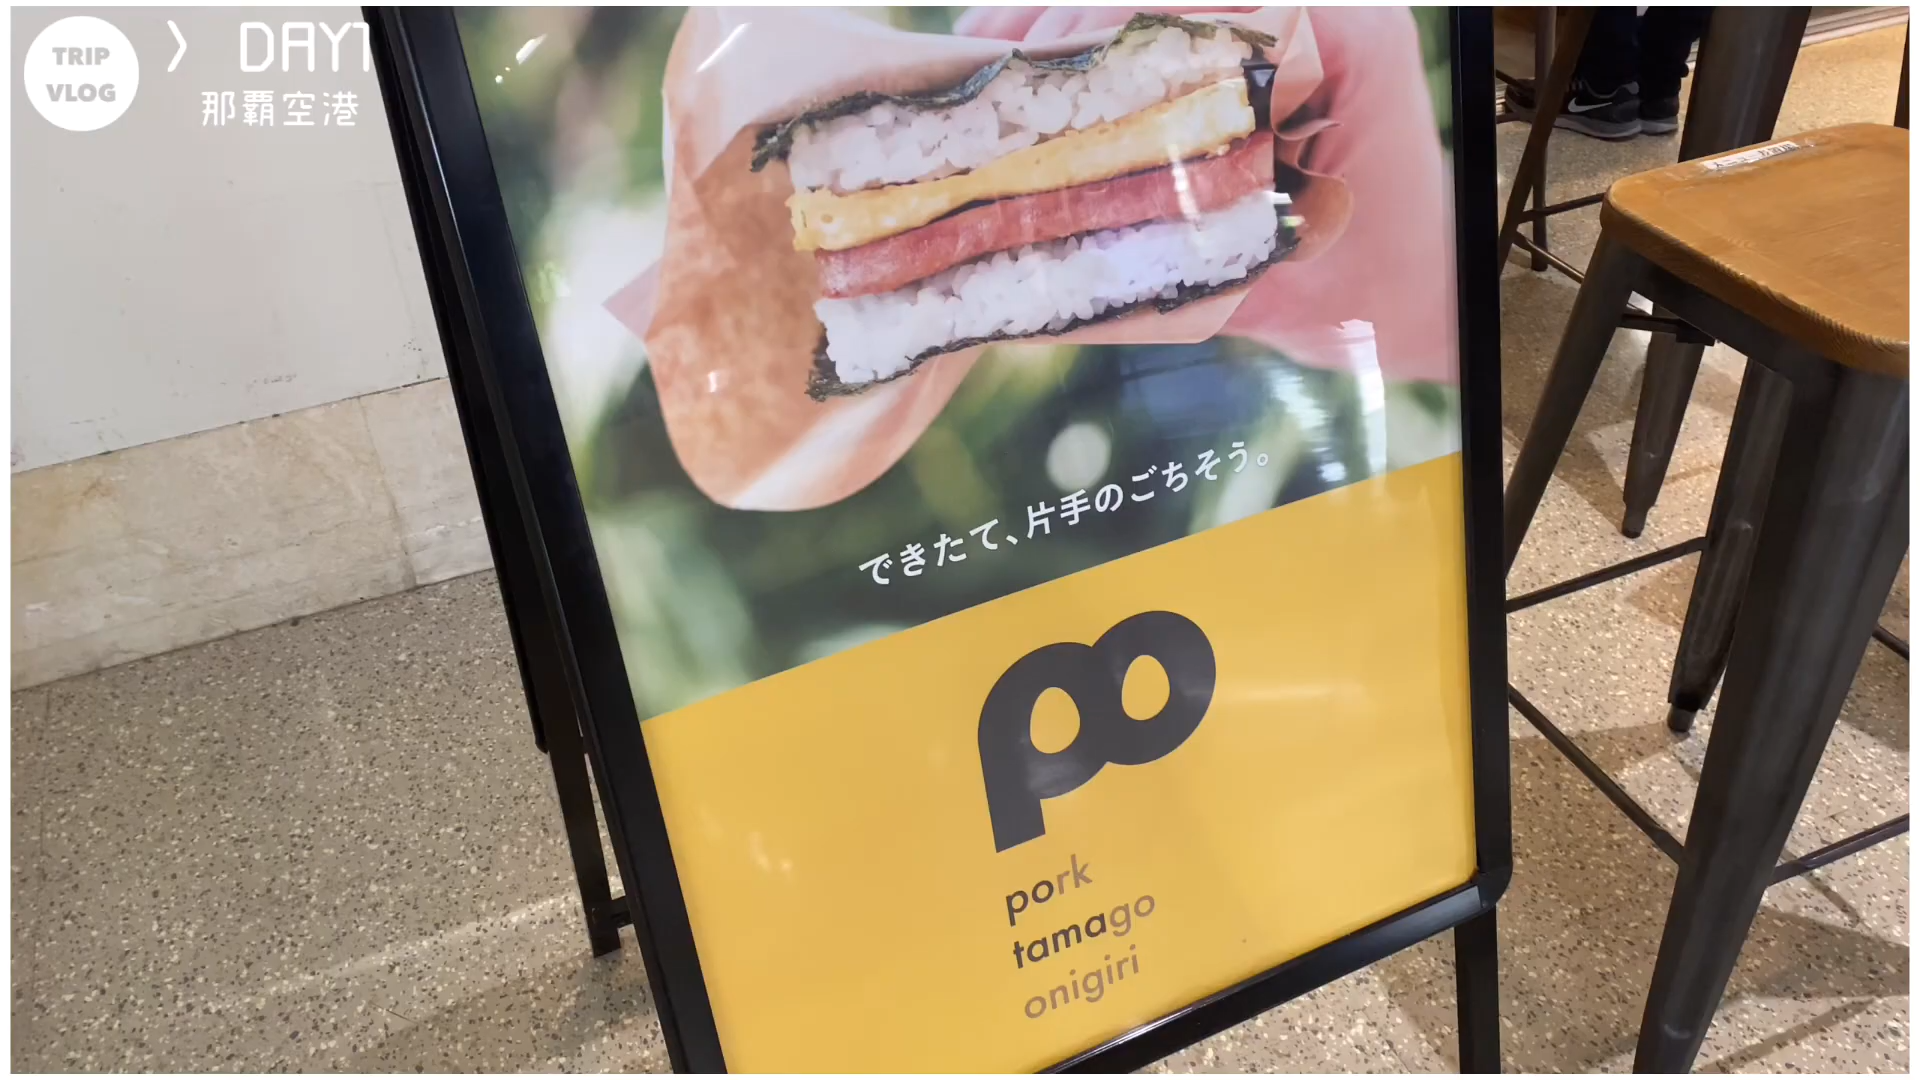 TRIP
VLOG
〉 DAY1
那覇空港
できたて、片手のごちそう。
po
pork
tamago
onigiri